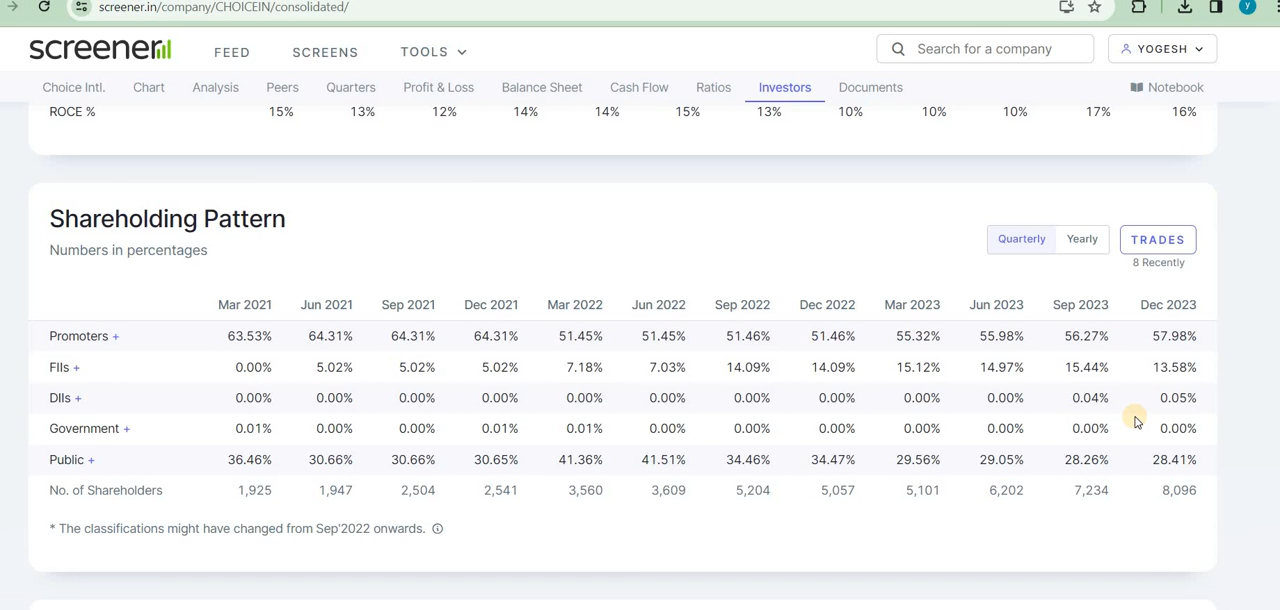 screener.in/company/CHOICEIN/consolidated/ y
screener FEED SCREENS TOOLS Search for a company YOGESH
Choice Intl. Chart Analysis Peers Quarters Profit & Loss Balance Sheet Cash Flow Ratios Investors Documents Notebook
ROCE % 15% 13% 12% 14% 14% 15% 13% 10% 10% 10% 17% 16%
Shareholding Pattern
Numbers in percentages
Quarterly Yearly TRADES
8 Recently
Mar 2021 Jun 2021 Sep 2021 Dec 2021 Mar 2022 Jun 2022 Sep 2022 Dec 2022 Mar 2023 Jun 2023 Sep 2023 Dec 2023
Promoters + 63.53% 64.31% 64.31% 64.31% 51.45% 51.45% 51.46% 51.46% 55.32% 55.98% 56.27% 57.98%
FIIs + 0.00% 5.02% 5.02% 5.02% 7.18% 7.03% 14.09% 14.09% 15.12% 14.97% 15.44% 13.58%
DIIs + 0.00% 0.00% 0.00% 0.00% 0.00% 0.00% 0.00% 0.00% 0.00% 0.00% 0.04% 0.05%
Government + 0.01% 0.00% 0.00% 0.01% 0.01% 0.00% 0.00% 0.00% 0.00% 0.00% 0.00% 0.00%
Public + 36.46% 30.66% 30.66% 30.65% 41.36% 41.51% 34.46% 34.47% 29.56% 29.05% 28.26% 28.41%
No. of Shareholders 1,925 1,947 2,504 2,541 3,560 3,609 5,204 5,057 5,101 6,202 7,234 8,096
* The classifications might have changed from Sep'2022 onwards.